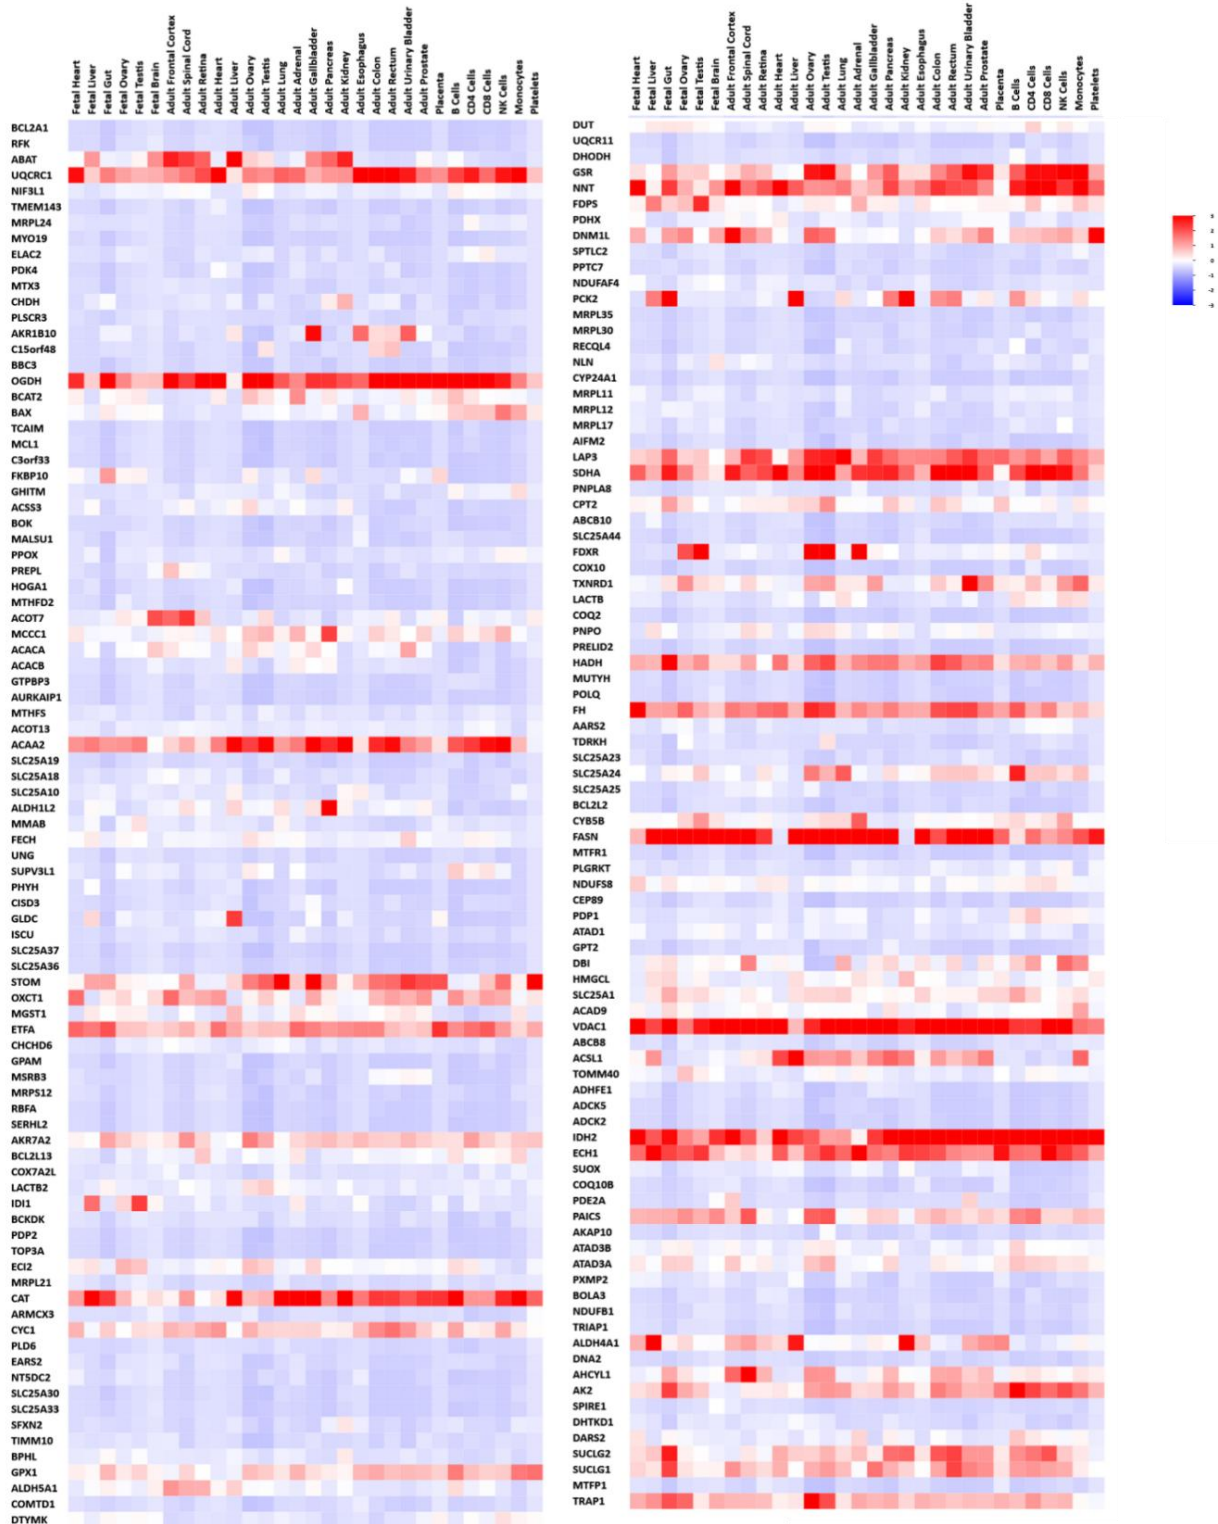 Fetal Heart
Fetal Liver
Fetal Gut
Fetal Ovary
Fetal Testis
Fetal Brain
Adult Frontal Cortex
Adult Spinal Cord
Adult Retina
Adult Heart
Adult Liver
Adult Ovary
Adult Testis
Adult Lung
Adult Adrenal
Adult Gallbladder
Adult Pancreas
Adult Kidney
Adult Esophagus
Adult Colon
Adult Rectum
Adult Urinary Bladder
Adult Prostate
Placenta
B Cells
CD4 Cells
CD8 Cells
NK Cells
Monocytes
Platelets
BCL2A1
RFK
ABAT
UQCRC1
NIF3L1
TMEM143
MRPL24
MYO19
ELAC2
PDK4
MTX3
CHDH
PLSCR3
AKR1B10
C15orf48
BBC3
OGDH
BCAT2
BAX
TCAIM
MCL1
C3orf33
FKBP10
GHITM
ACSS3
BOK
MALSU1
PPOX
PREPL
HOGA1
MTHFD2
ACOT7
MCCC1
ACACA
ACACB
GTPBP3
AURKAIP1
MTHFS
ACOT13
ACAA2
SLC25A19
SLC25A18
SLC25A10
ALDH1L2
MMAB
FECH
UNG
SUPV3L1
PHYH
CISD3
GLDC
ISCU
SLC25A37
SLC25A36
STOM
OXCT1
MGST1
ETFA
CHCHD6
GPAM
MSRB3
MRPS12
RBFA
SERHL2
AKR7A2
BCL2L13
COX7A2L
LACTB2
IDI1
BCKDK
PDP2
TOP3A
ECI2
MRPL21
CAT
ARMCX3
CYC1
PLD6
EARS2
NT5DC2
SLC25A30
SLC25A33
SFXN2
TIMM10
BPHL
GPX1
ALDH5A1
COMTD1
DTYMK
Fetal Heart
Fetal Liver
Fetal Gut
Fetal Ovary
Fetal Testis
Fetal Brain
Adult Frontal Cortex
Adult Spinal Cord
Adult Retina
Adult Heart
Adult Liver
Adult Ovary
Adult Testis
Adult Lung
Adult Adrenal
Adult Gallbladder
Adult Pancreas
Adult Kidney
Adult Esophagus
Adult Colon
Adult Rectum
Adult Urinary Bladder
Adult Prostate
Placenta
B Cells
CD4 Cells
CD8 Cells
NK Cells
Monocytes
Platelets
DUT
UQCR11
DHODH
GSR
NNT
FDPS
PDHX
DNM1L
SPTLC2
PPTC7
NDUFAF4
PCK2
MRPL35
MRPL30
RECQL4
NLN
CYP24A1
MRPL11
MRPL12
MRPL17
AIFM2
LAP3
SDHA
PNPLA8
CPT2
ABCB10
SLC25A44
FDXR
COX10
TXNRD1
LACTB
COQ2
PNPO
PRELID2
HADH
MUTYH
POLQ
FH
AARS2
TDRKH
SLC25A23
SLC25A24
SLC25A25
BCL2L2
CYB5B
FASN
MTFR1
PLGRKT
NDUFS8
CEP89
PDP1
ATAD1
GPT2
DBI
HMGCL
SLC25A1
ACAD9
VDAC1
ABCB8
ACSL1
TOMM40
ADHFE1
ADCK5
ADCK2
IDH2
ECH1
SUOX
COQ10B
PDE2A
PAICS
AKAP10
ATAD3B
ATAD3A
PXMP2
BOLA3
NDUFB1
TRIAP1
ALDH4A1
DNA2
AHCYL1
AK2
SPIRE1
DHTKD1
DARS2
SUCLG2
SUCLG1
MTFP1
TRAP1
2
1
0
-1
-2